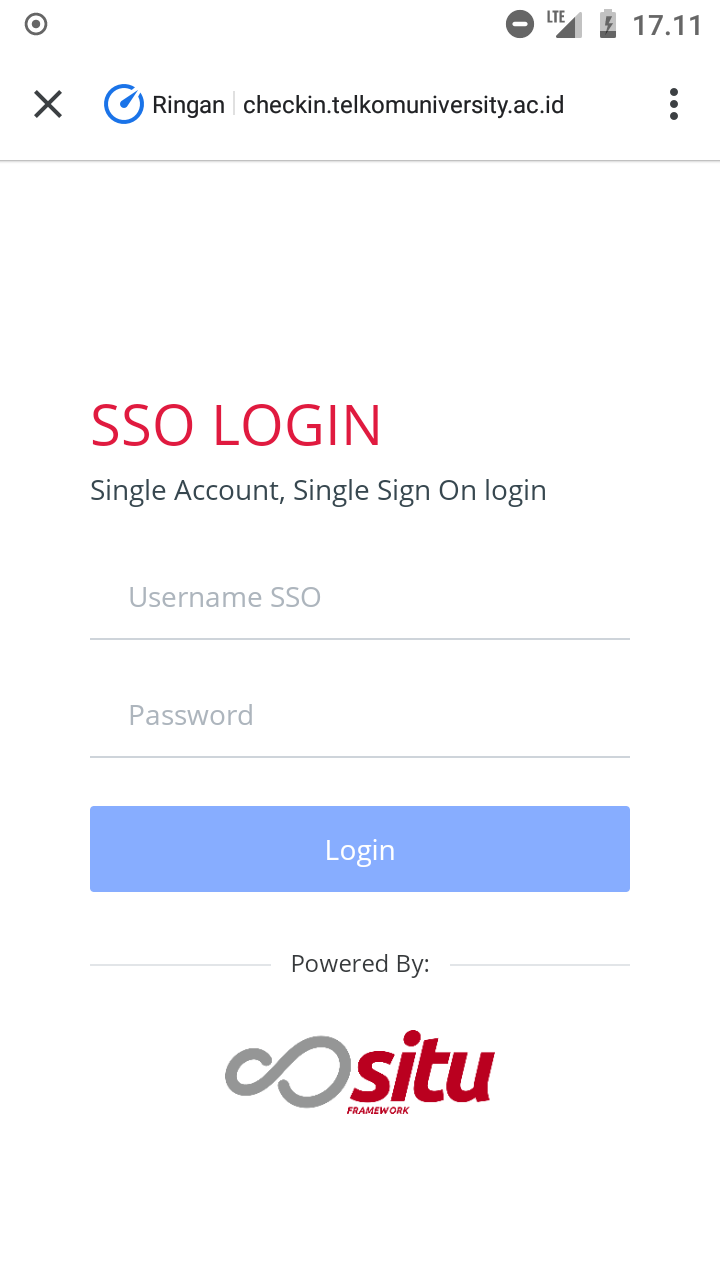 LTE 17.11
Ringan checkin.telkomuniversity.ac.id
SSO LOGIN
Single Account, Single Sign On login
Username SSO
Password
Login
Powered By:
situ
FRAMEWORK